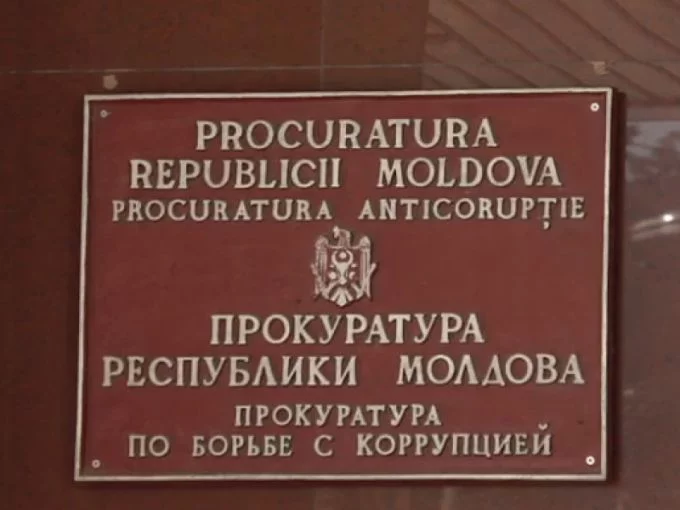 PROCURATURA
REPUBLICII MOLDOVA
PROCURATURA ANTICORUPȚIE
ПРОКУРАТУРА
РЕСПУБЛИКИ МОЛДОВА
ПРОКУРАТУРА
ПО БОРЬБЕ С КОРРУПЦИЕЙ